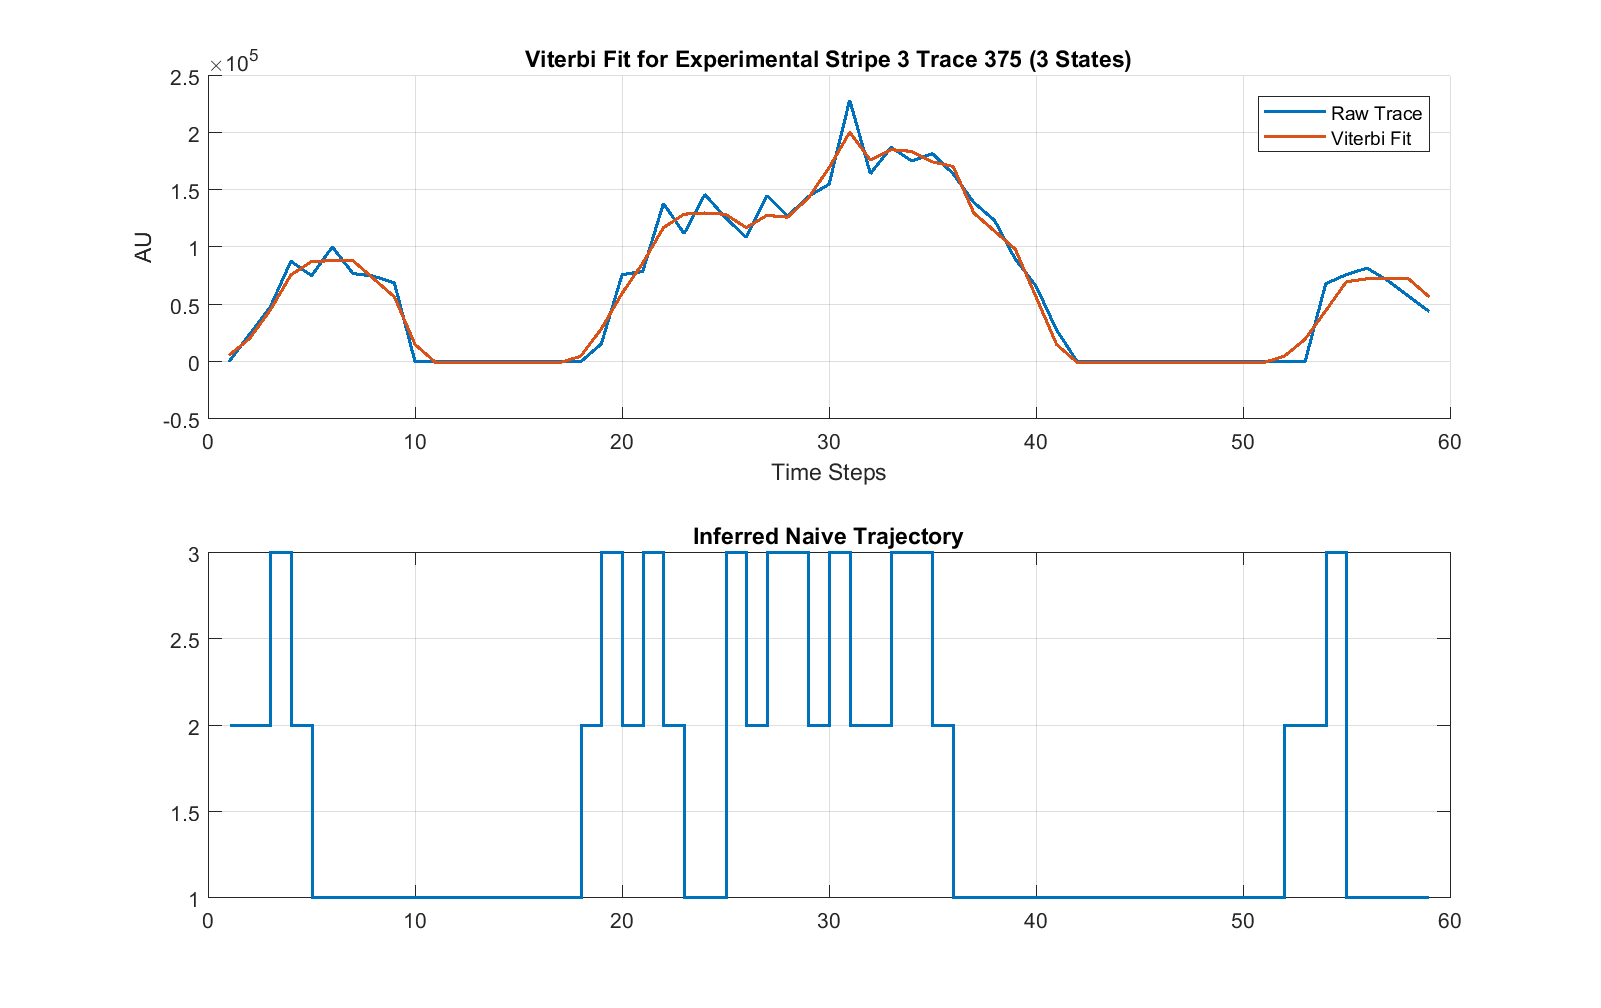 Viterbi Fit for Experimental Stripe 3 Trace 375 (3 States)
×10^5
2.5
2
1.5
1
0.5
0
-0.5
AU
Raw Trace
Viterbi Fit
0 10 20 30 40 50 60
Time Steps
Inferred Naive Trajectory
3
2.5
2
1.5
1
0 10 20 30 40 50 60